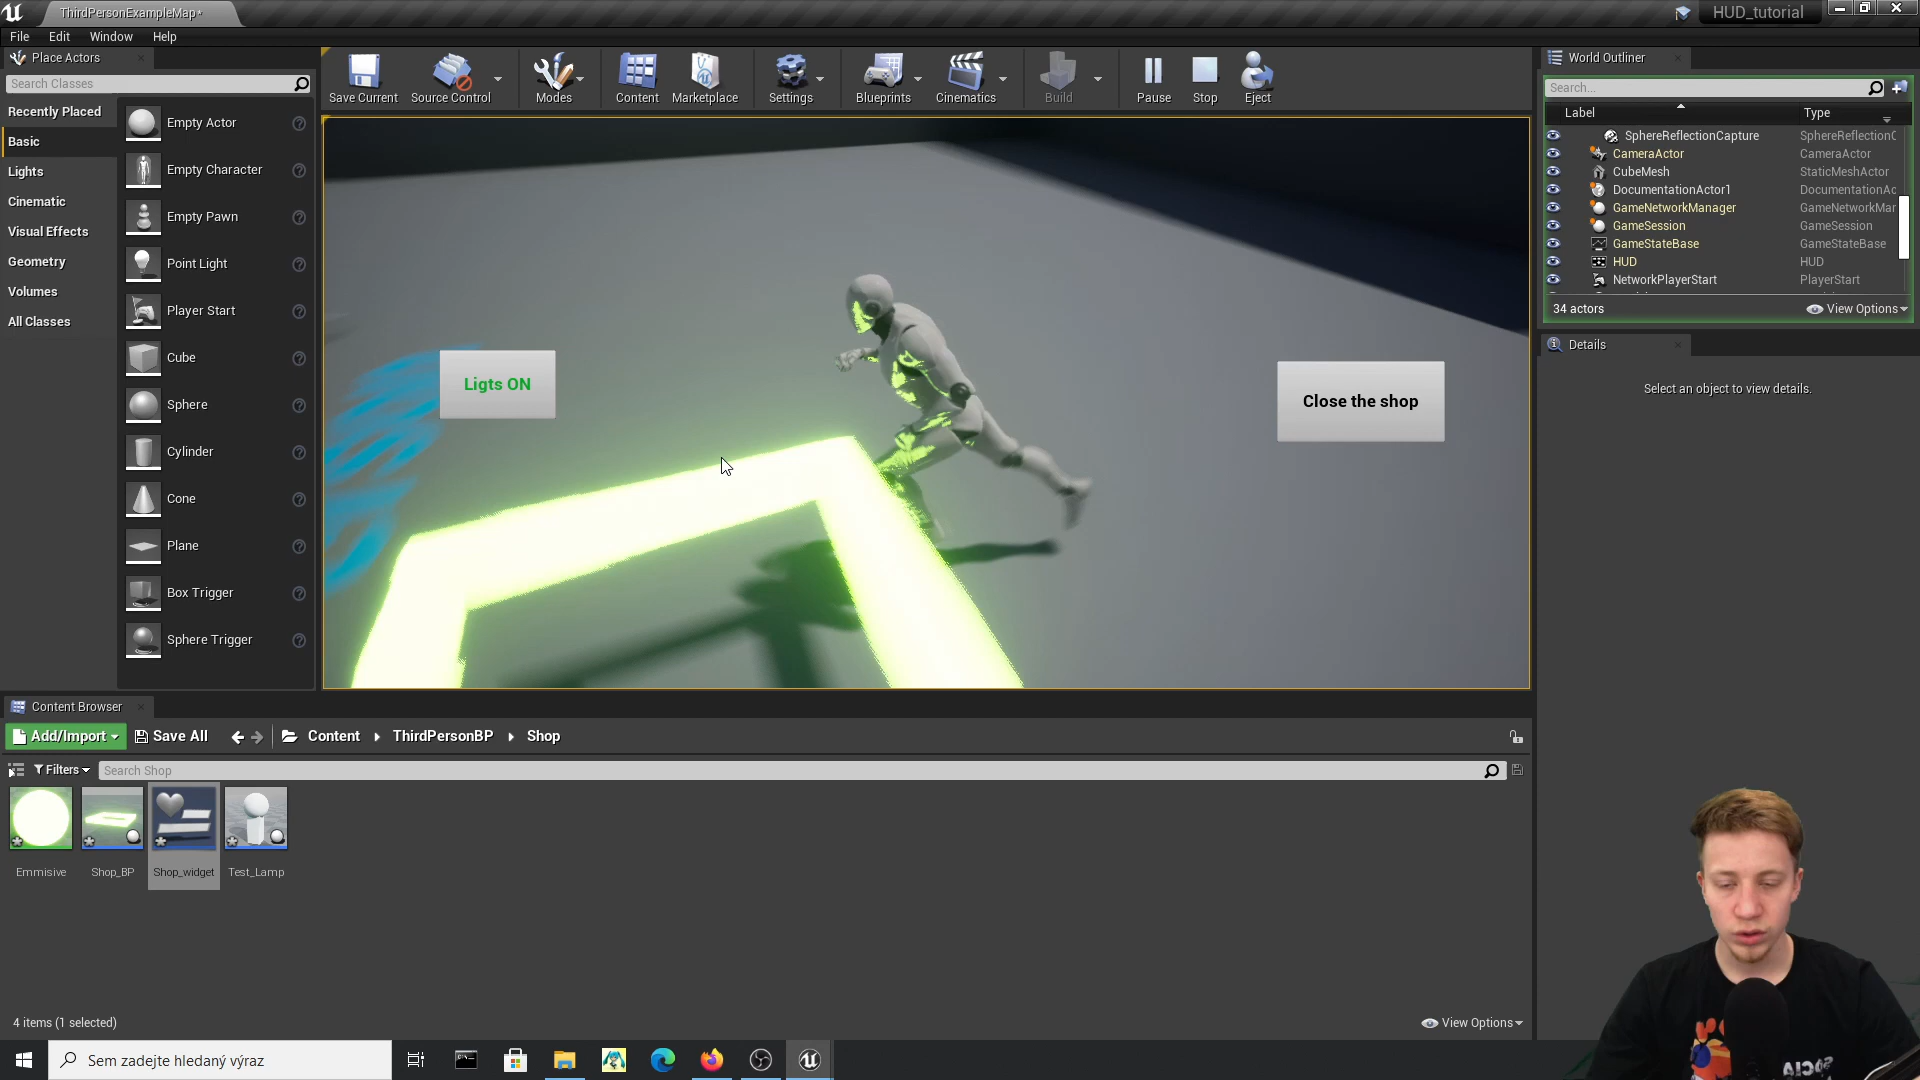 ThirdPersonExampleMap*
HUD_tutorial
File Edit Window Help
Place Actors
Search Classes
Recently Placed
Basic
Lights
Cinematic
Visual Effects
Geometry
Volumes
All Classes
Empty Actor
Empty Character
Empty Pawn
Point Light
Player Start
Cube
Sphere
Cylinder
Cone
Plane
Box Trigger
Sphere Trigger
Save Current Source Control Modes Content Marketplace Settings Blueprints Cinematics Build Pause Stop Eject
Ligts ON
Close the shop
World Outliner
Search...
Label Type
SphereReflectionCapture SphereReflectionC
CameraActor CameraActor
CubeMesh StaticMeshActor
DocumentationActor1 DocumentationAc
GameNetworkManager GameNetworkMar
GameSession GameSession
GameStateBase GameStateBase
HUD HUD
NetworkPlayerStart PlayerStart
34 actors View Options
Details
Select an object to view details.
Content Browser
Add/Import Save All Content ThirdPersonBP Shop
Filters Search Shop
Emmisive Shop_BP Shop_widget Test_Lamp
4 items (1 selected) View Options
Sem zadejte hledaný výraz